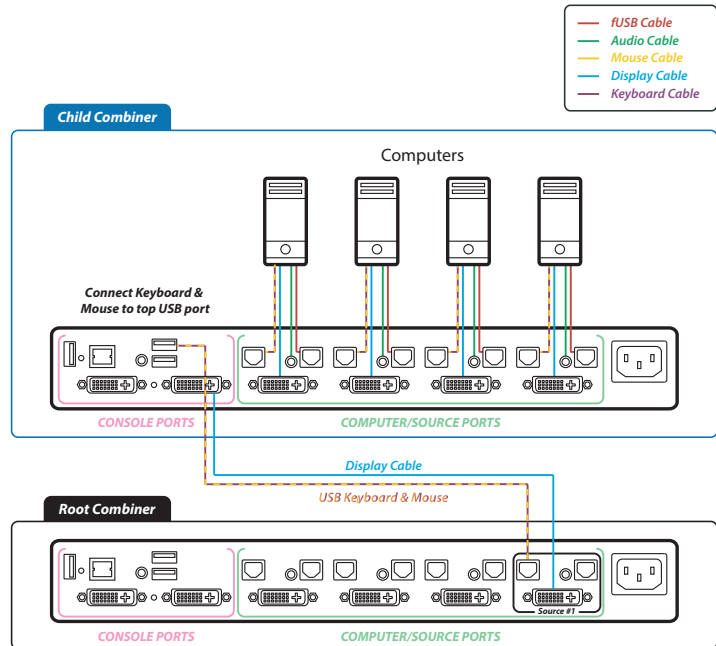 fUSB Cable
Audio Cable
Mouse Cable
Display Cable
Keyboard Cable
Child Combiner
Computers
Connect Keyboard &
Mouse to top USB port
CONSOLE PORTS
COMPUTER/SOURCE PORTS
Display Cable
USB Keyboard & Mouse
Root Combiner
Source #1
CONSOLE PORTS
COMPUTER/SOURCE PORTS